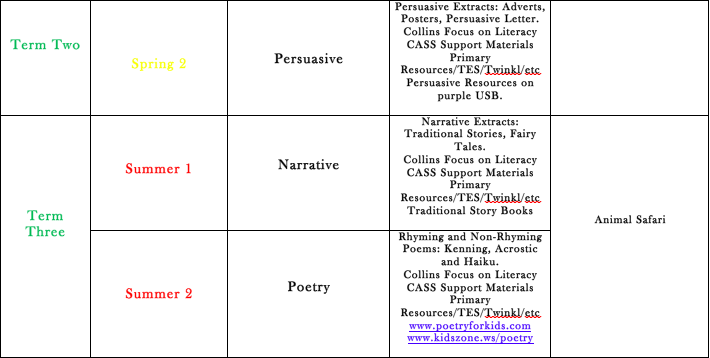 Term Two
Spring 2
Persuasive
Persuasive Extracts: Adverts,
Posters, Persuasive Letter.
Collins Focus on Literacy
CASS Support Materials
Primary
Resources/TES/Twinkl/etc
Persuasive Resources on
purple USB.
Term
Three
Summer 1
Narrative
Narrative Extracts:
Traditional Stories, Fairy
Tales.
Collins Focus on Literacy
CASS Support Materials
Primary
Resources/TES/Twinkl/etc
Traditional Story Books
Animal Safari
Summer 2
Poetry
Rhyming and Non-Rhyming
Poems: Kenning, Acrostic
and Haiku.
Collins Focus on Literacy
CASS Support Materials
Primary
Resources/TES/Twinkl/etc
www.poetryforkids.com
www.kidszone.ws/poetry